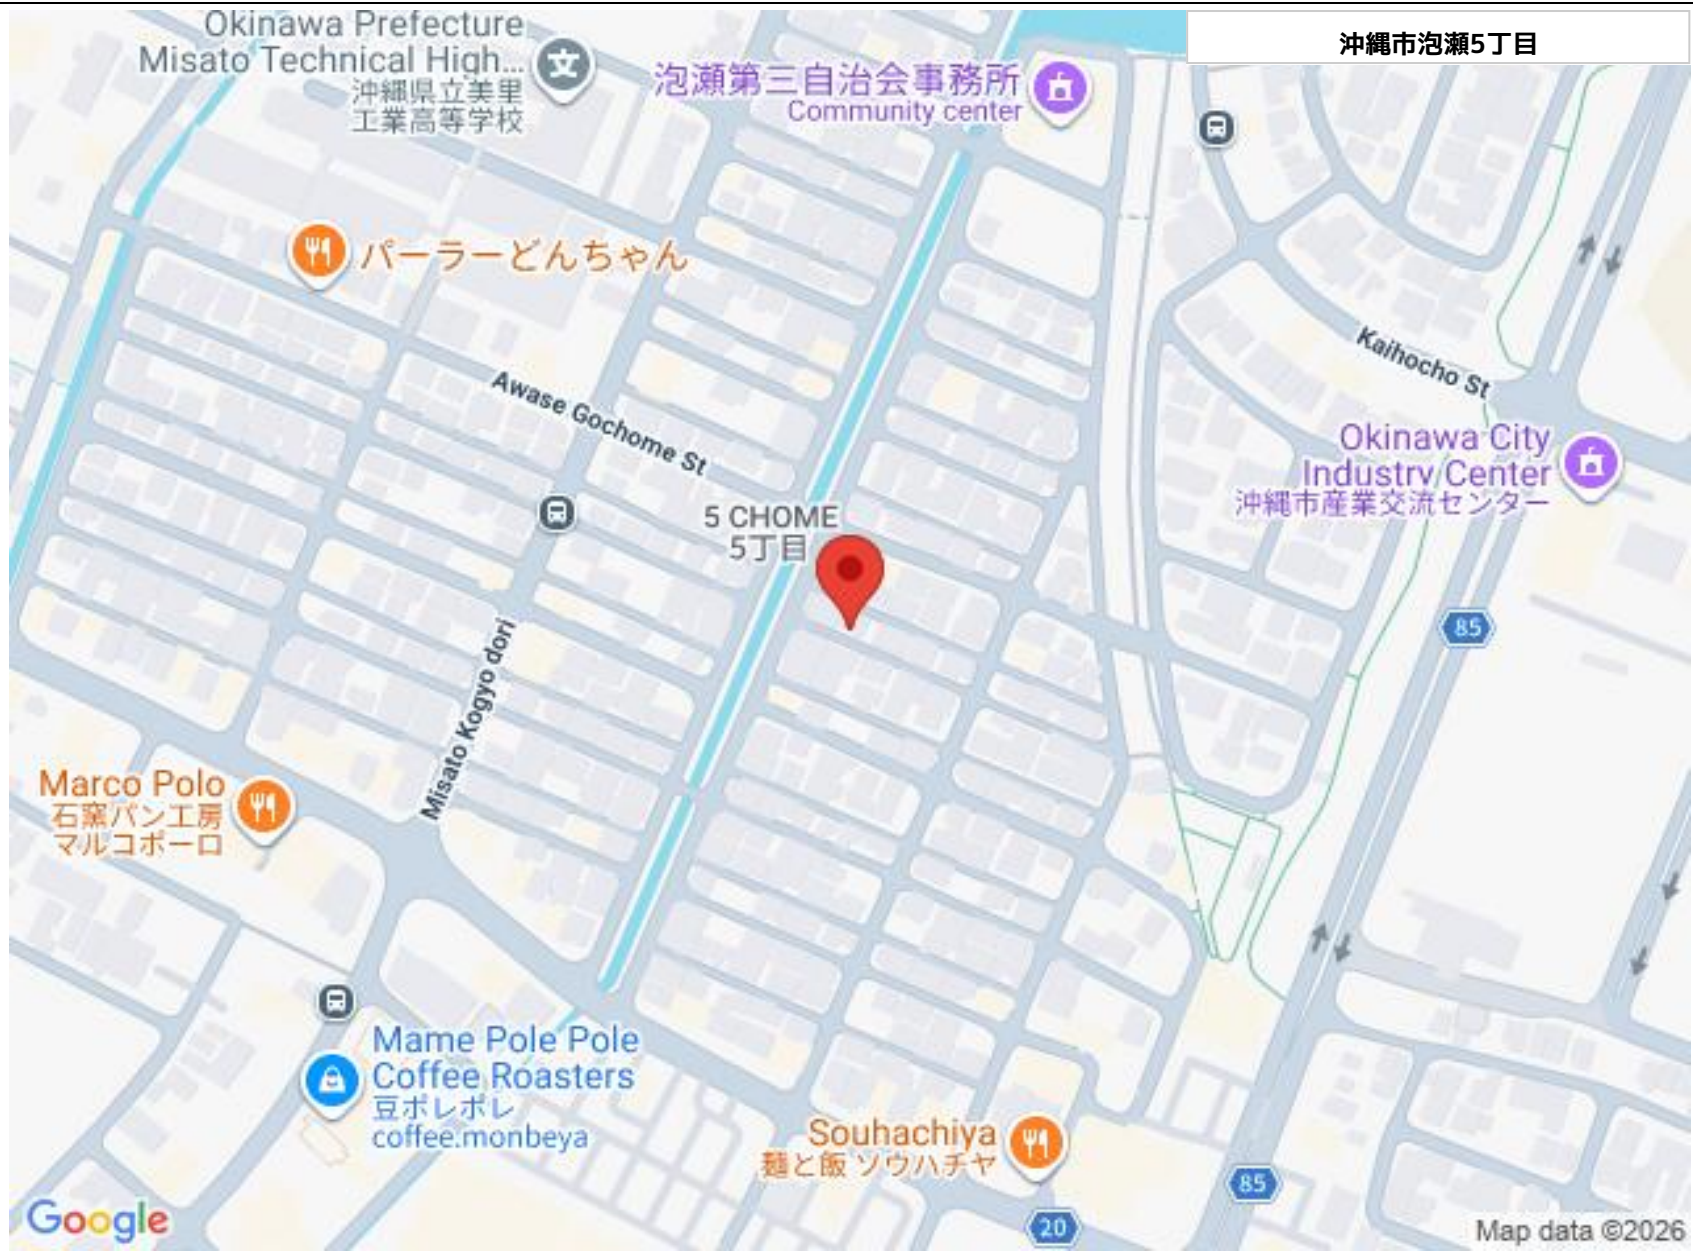 沖縄市泡瀬5丁目
Okinawa Prefecture
Misato Technical High...
沖縄県立美里
工業高等学校
泡瀬第三自治会事務所
Community center
パーラーどんちゃん
Kaihocho St
Awase Gochome St
Okinawa City
Industry Center
沖縄市産業交流センター
5 CHOME
5丁目
85
Misato Kogyo dori
Marco Polo
石窯パン工房
マルコポーロ
Mame Pole Pole
Coffee Roasters
豆ポレポレ
coffee.monbeya
Souhachiya
麺と飯 ソウハチヤ
85
20
Google
Map data ©2026